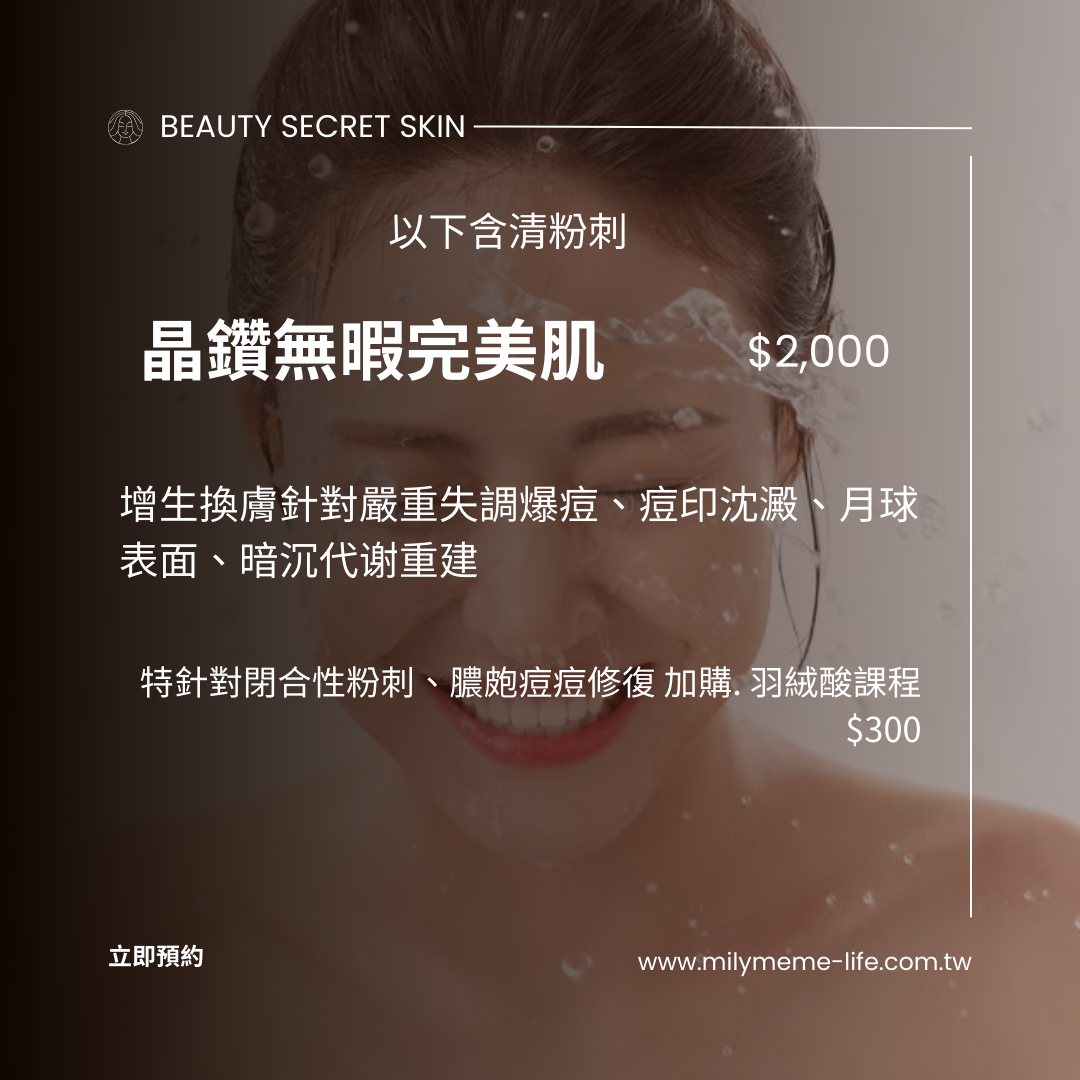 BEAUTY SECRET SKIN
以下含清粉刺
晶鑽無暇完美肌
$2,000
增生換膚針對嚴重失調爆痘、痘印沈澱、月球
表面、暗沉代谢重建
特針對閉合性粉刺、膿皰痘痘修復 加購. 羽絨酸課程
$300
立即預約
www.milymeme-life.com.tw